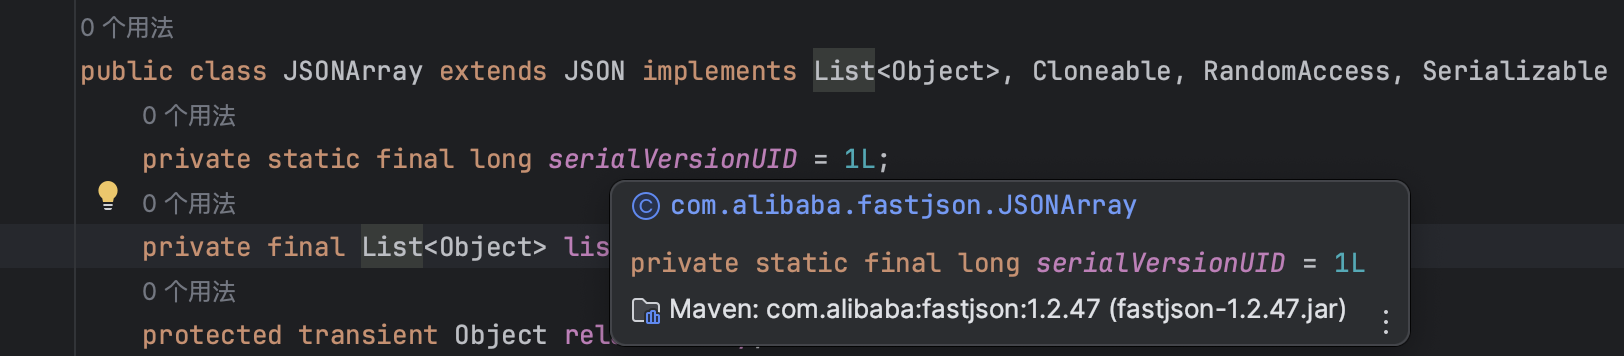 0 个用法
public class JSONArray extends JSON implements List<Object>, Cloneable, RandomAccess, Serializable
0 个用法
private static final long serialVersionUID = 1L;
0 个用法
private final List<Object> lis
0 个用法
protected transient Object rel
com.alibaba.fastjson.JSONArray
private static final long serialVersionUID = 1L
Maven: com.alibaba:fastjson:1.2.47 (fastjson-1.2.47.jar)